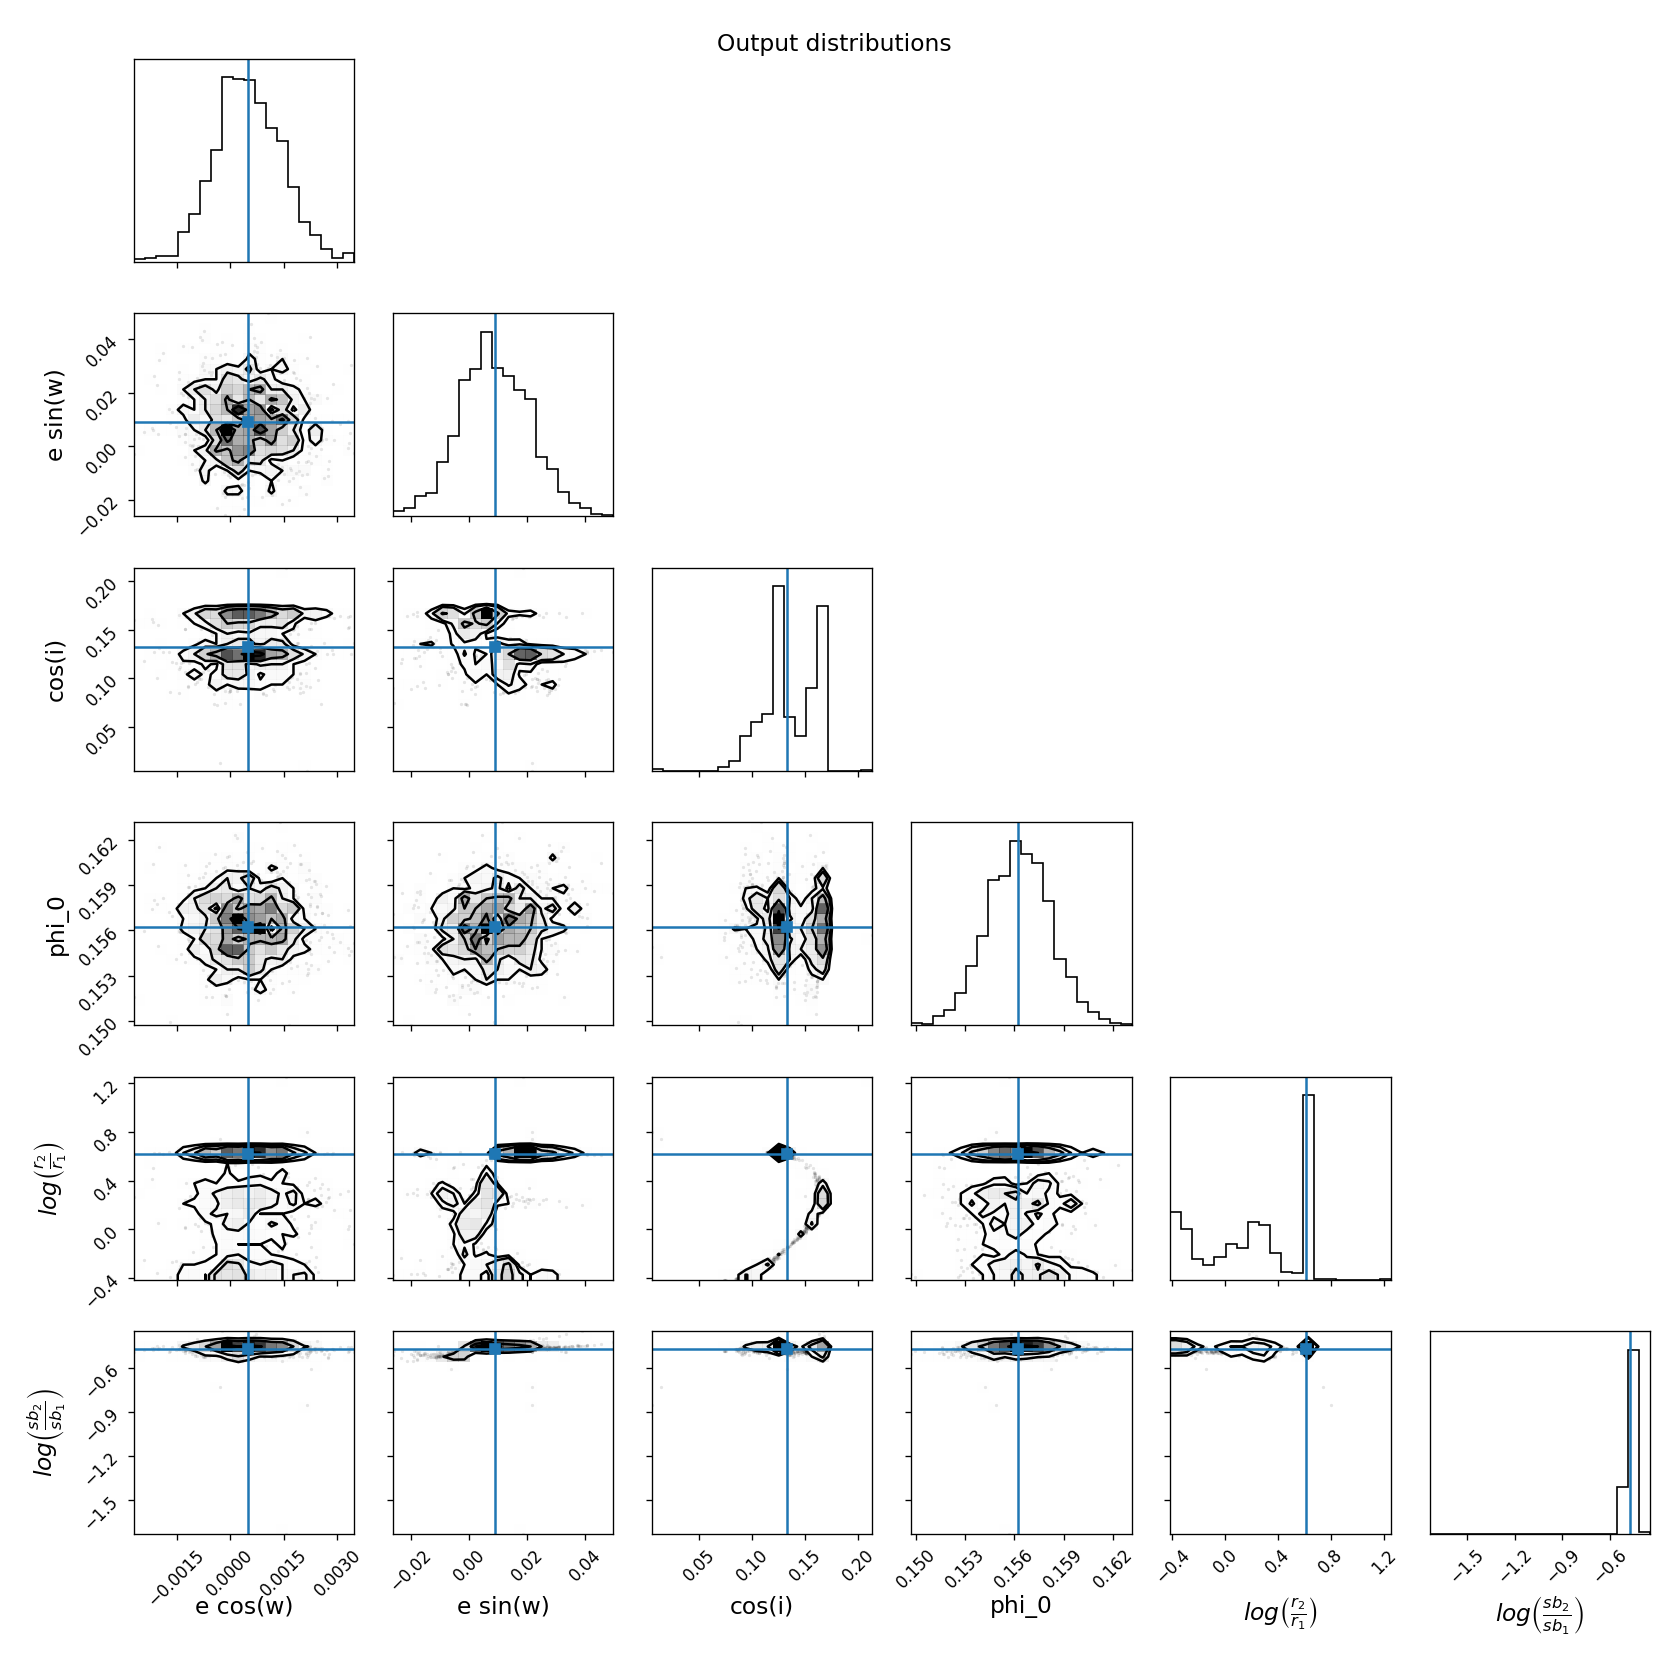 Output distributions
e sin(w)
0.04
0.02
0.00
−0.02
cos(i)
0.20
0.15
0.10
0.05
phi_0
0.162
0.159
0.156
0.153
0.150
log(r2/r1)
1.2
0.8
0.4
0.0
−0.4
log(sb2/sb1)
−0.6
−0.9
−1.2
−1.5
−0.0015 0.0000 0.0015 0.0030
−0.02 0.00 0.02 0.04
0.05 0.10 0.15 0.20
0.150 0.153 0.156 0.159 0.162
−0.4 0.0 0.4 0.8 1.2
−1.5 −1.2 −0.9 −0.6
e cos(w)
e sin(w)
cos(i)
phi_0
log(r2/r1)
log(sb2/sb1)